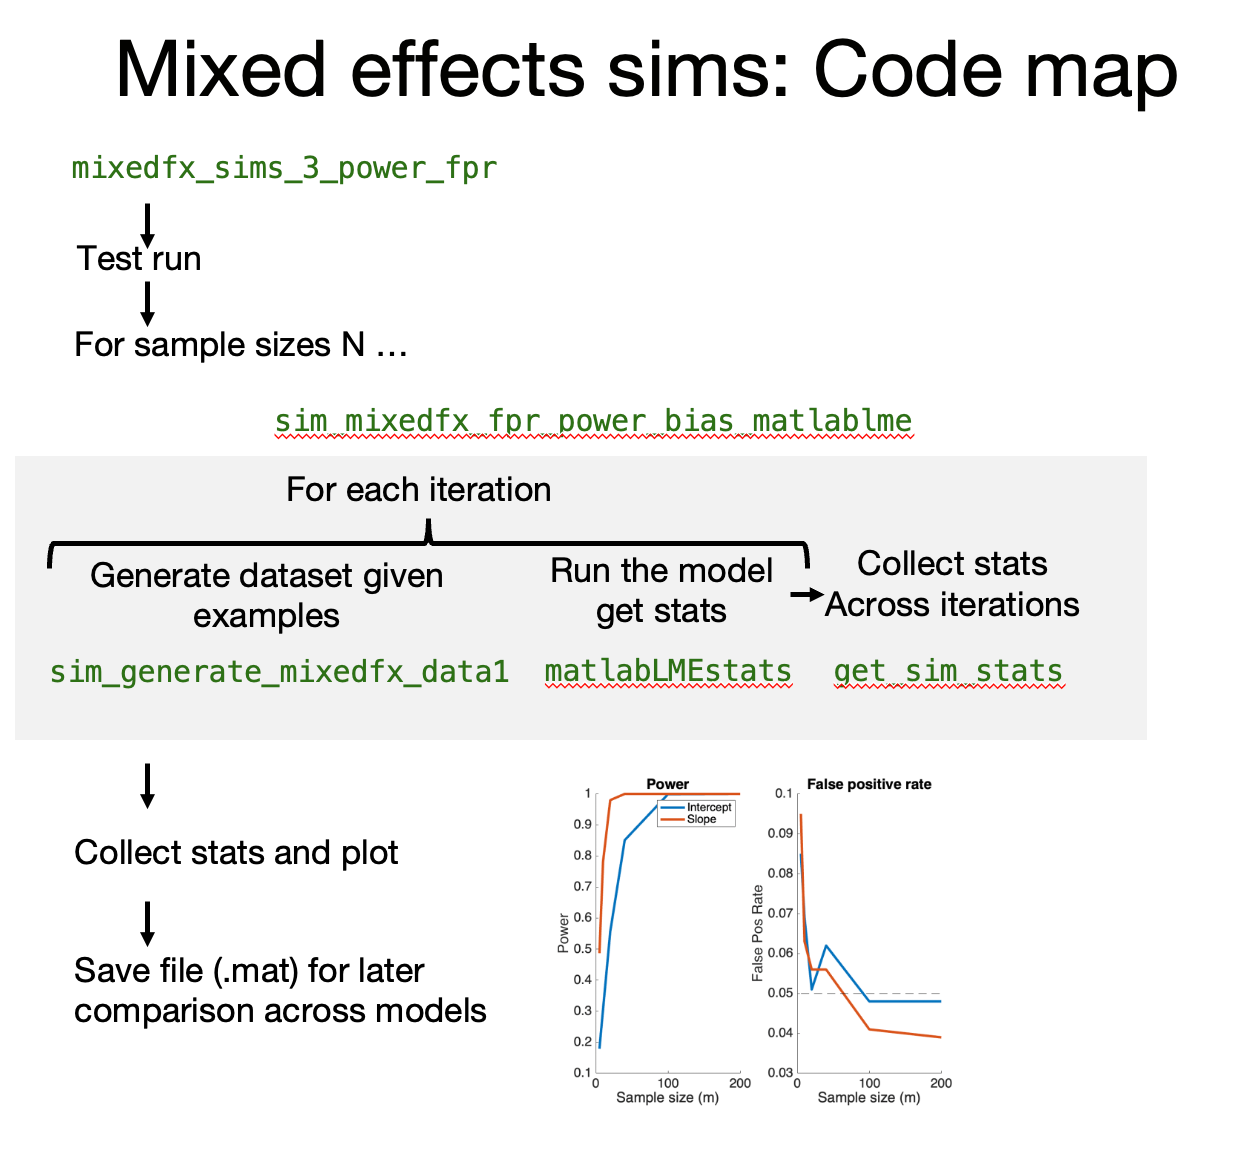 Mixed effects sims: Code map
mixedfx_sims_3_power_fpr
Test run
For sample sizes N …
sim_mixedfx_fpr_power_bias_matlablme
For each iteration
Generate dataset given
examples
sim_generate_mixedfx_data1
Run the model
get stats
matlabLMEstats
Collect stats
Across iterations
get_sim_stats
Collect stats and plot
Save file (.mat) for later
comparison across models
Power
Intercept
Slope
Power
1
0.9
0.8
0.7
0.6
0.5
0.4
0.3
0.2
0.1
0
100
200
Sample size (m)
False positive rate
False Pos Rate
0.1
0.09
0.08
0.07
0.06
0.05
0.04
0.03
0
100
200
Sample size (m)